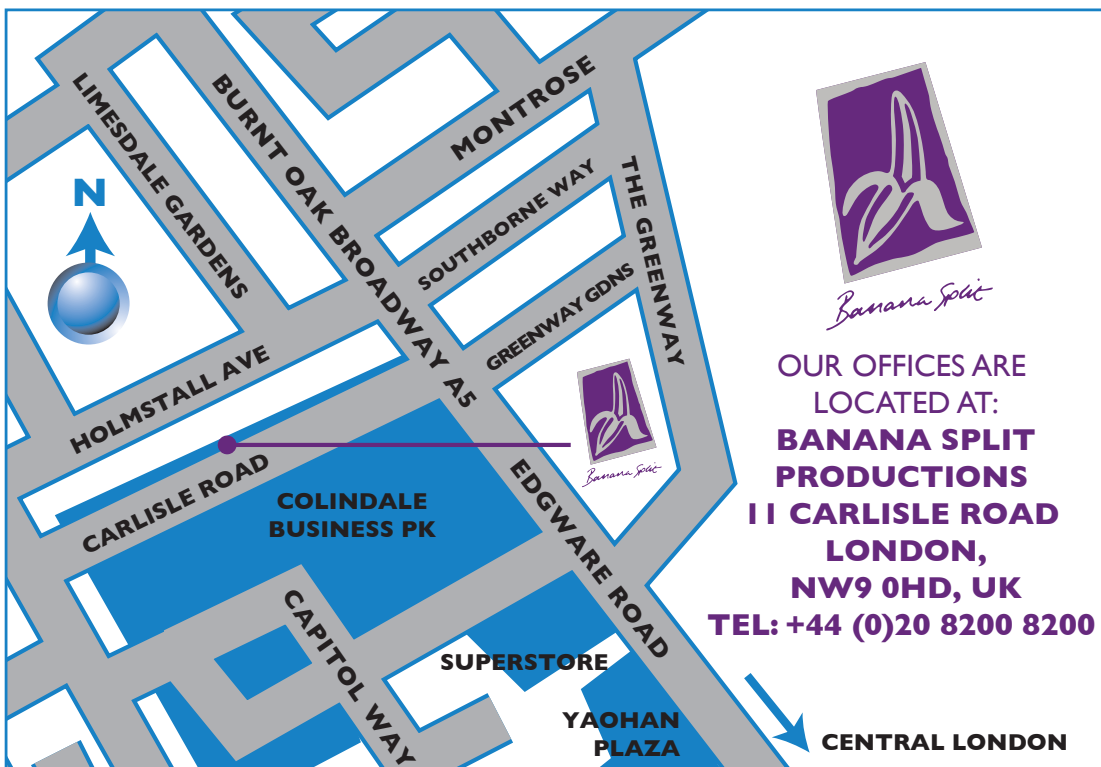 LIMESDALE GARDENS
BURNT OAK BROADWAY A5
MONTROSE
N
SOUTHBORNE WAY
THE GREENWAY
GREENWAY GDNS
HOLMSTALL AVE
CARLISLE ROAD
COLINDALE
BUSINESS PK
EDGWARE ROAD
CAPITOL WAY
SUPERSTORE
YAOHAN
PLAZA
CENTRAL LONDON
Banana Split
Banana Split
OUR OFFICES ARE
LOCATED AT:
BANANA SPLIT
PRODUCTIONS
11 CARLISLE ROAD
LONDON,
NW9 0HD, UK
TEL: +44 (0)20 8200 8200